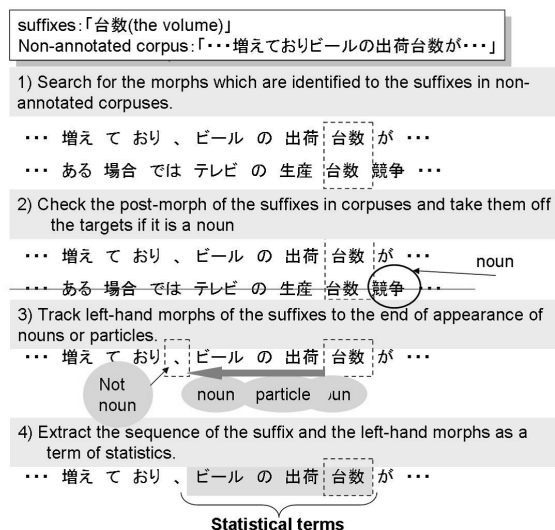 suffixes:「台数(the volume)」
Non-annotated corpus:「・・・増えておりビールの出荷台数が・・・」
1) Search for the morphs which are identified to the suffixes in non-
annotated corpuses.
・・・ 増え て おり 、 ビール の 出荷 台数 が ・・・
・・・ ある 場合 では テレビ の 生産 台数 競争 ・・・
2) Check the post-morph of the suffixes in corpuses and take them off
the targets if it is a noun
・・・ 増え て おり 、 ビール の 出荷 台数 が ・・・
noun
・・・ ある 場合 では テレビ の 生産 台数 競争 ・・・
3) Track left-hand morphs of the suffixes to the end of appearance of
nouns or particles.
・・・ 増え て おり 、 ビール の 出荷 台数 が ・・・
Not
noun
noun particle un
4) Extract the sequence of the suffix and the left-hand morphs as a
term of statistics.
・・・ 増え て おり 、 ビール の 出荷 台数 が ・・・
Statistical terms